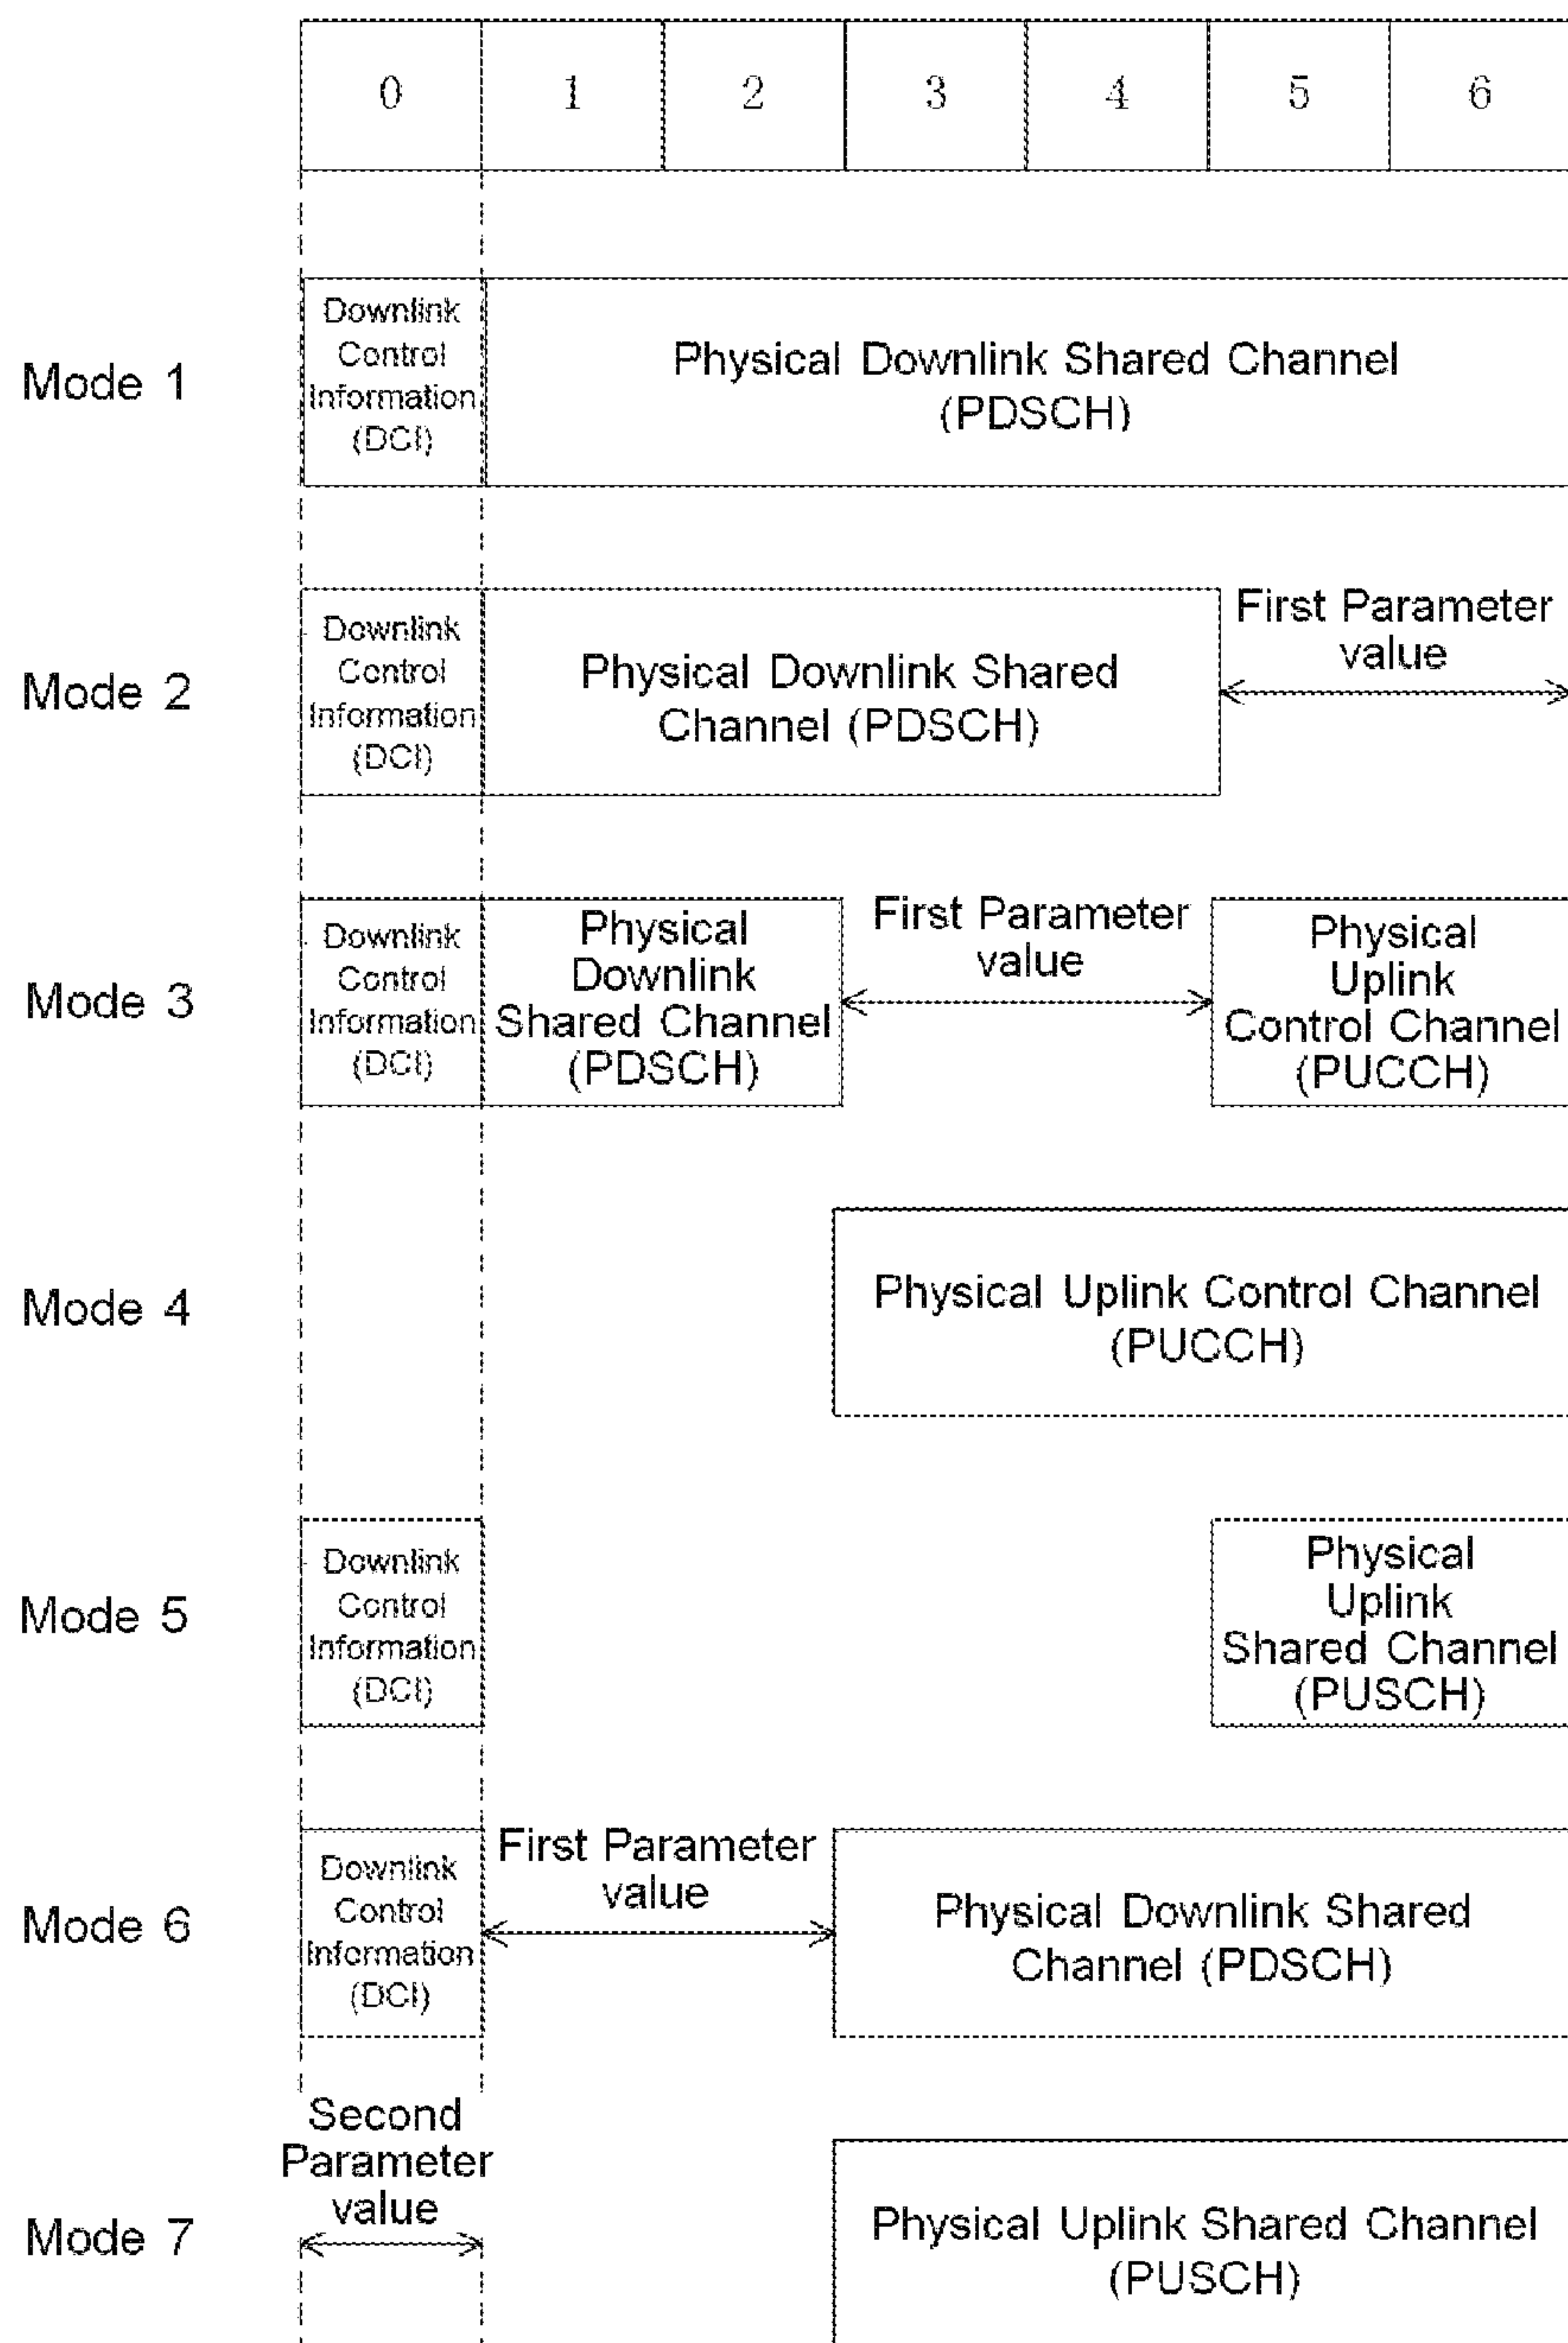 0 1 2 3 4 5 6
Mode 1
Downlink
Control
Information
(DCI)
Physical Downlink Shared Channel
(PDSCH)
Mode 2
Downlink
Control
Information
(DCI)
Physical Downlink Shared
Channel (PDSCH)
First Parameter
value
Mode 3
Downlink
Control
Information
(DCI)
Physical
Downlink
Shared Channel
(PDSCH)
First Parameter
value
Physical
Uplink
Control Channel
(PUCCH)
Mode 4
Physical Uplink Control Channel
(PUCCH)
Mode 5
Downlink
Control
Information
(DCI)
Physical
Uplink
Shared Channel
(PUSCH)
Mode 6
Downlink
Control
Information
(DCI)
First Parameter
value
Physical Downlink Shared
Channel (PDSCH)
Mode 7
Second
Parameter
value
Physical Uplink Shared Channel
(PUSCH)